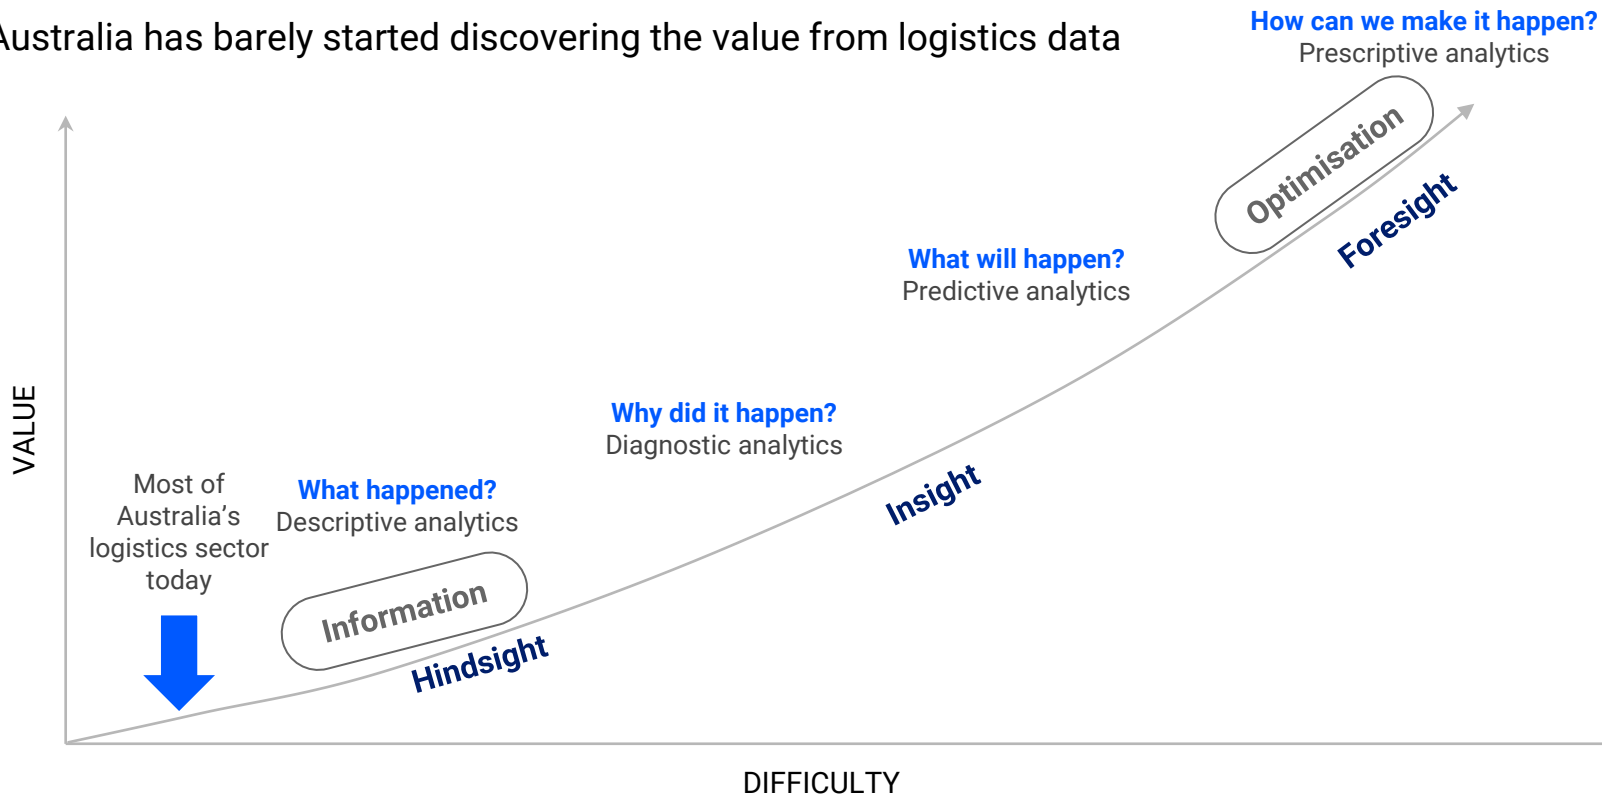 Australia has barely started discovering the value from logistics data
How can we make it happen?
Prescriptive analytics
Optimisation
Foresight
What will happen?
Predictive analytics
Why did it happen?
Diagnostic analytics
Insight
VALUE
Most of
Australia’s
logistics sector
today
What happened?
Descriptive analytics
Information
Hindsight
DIFFICULTY